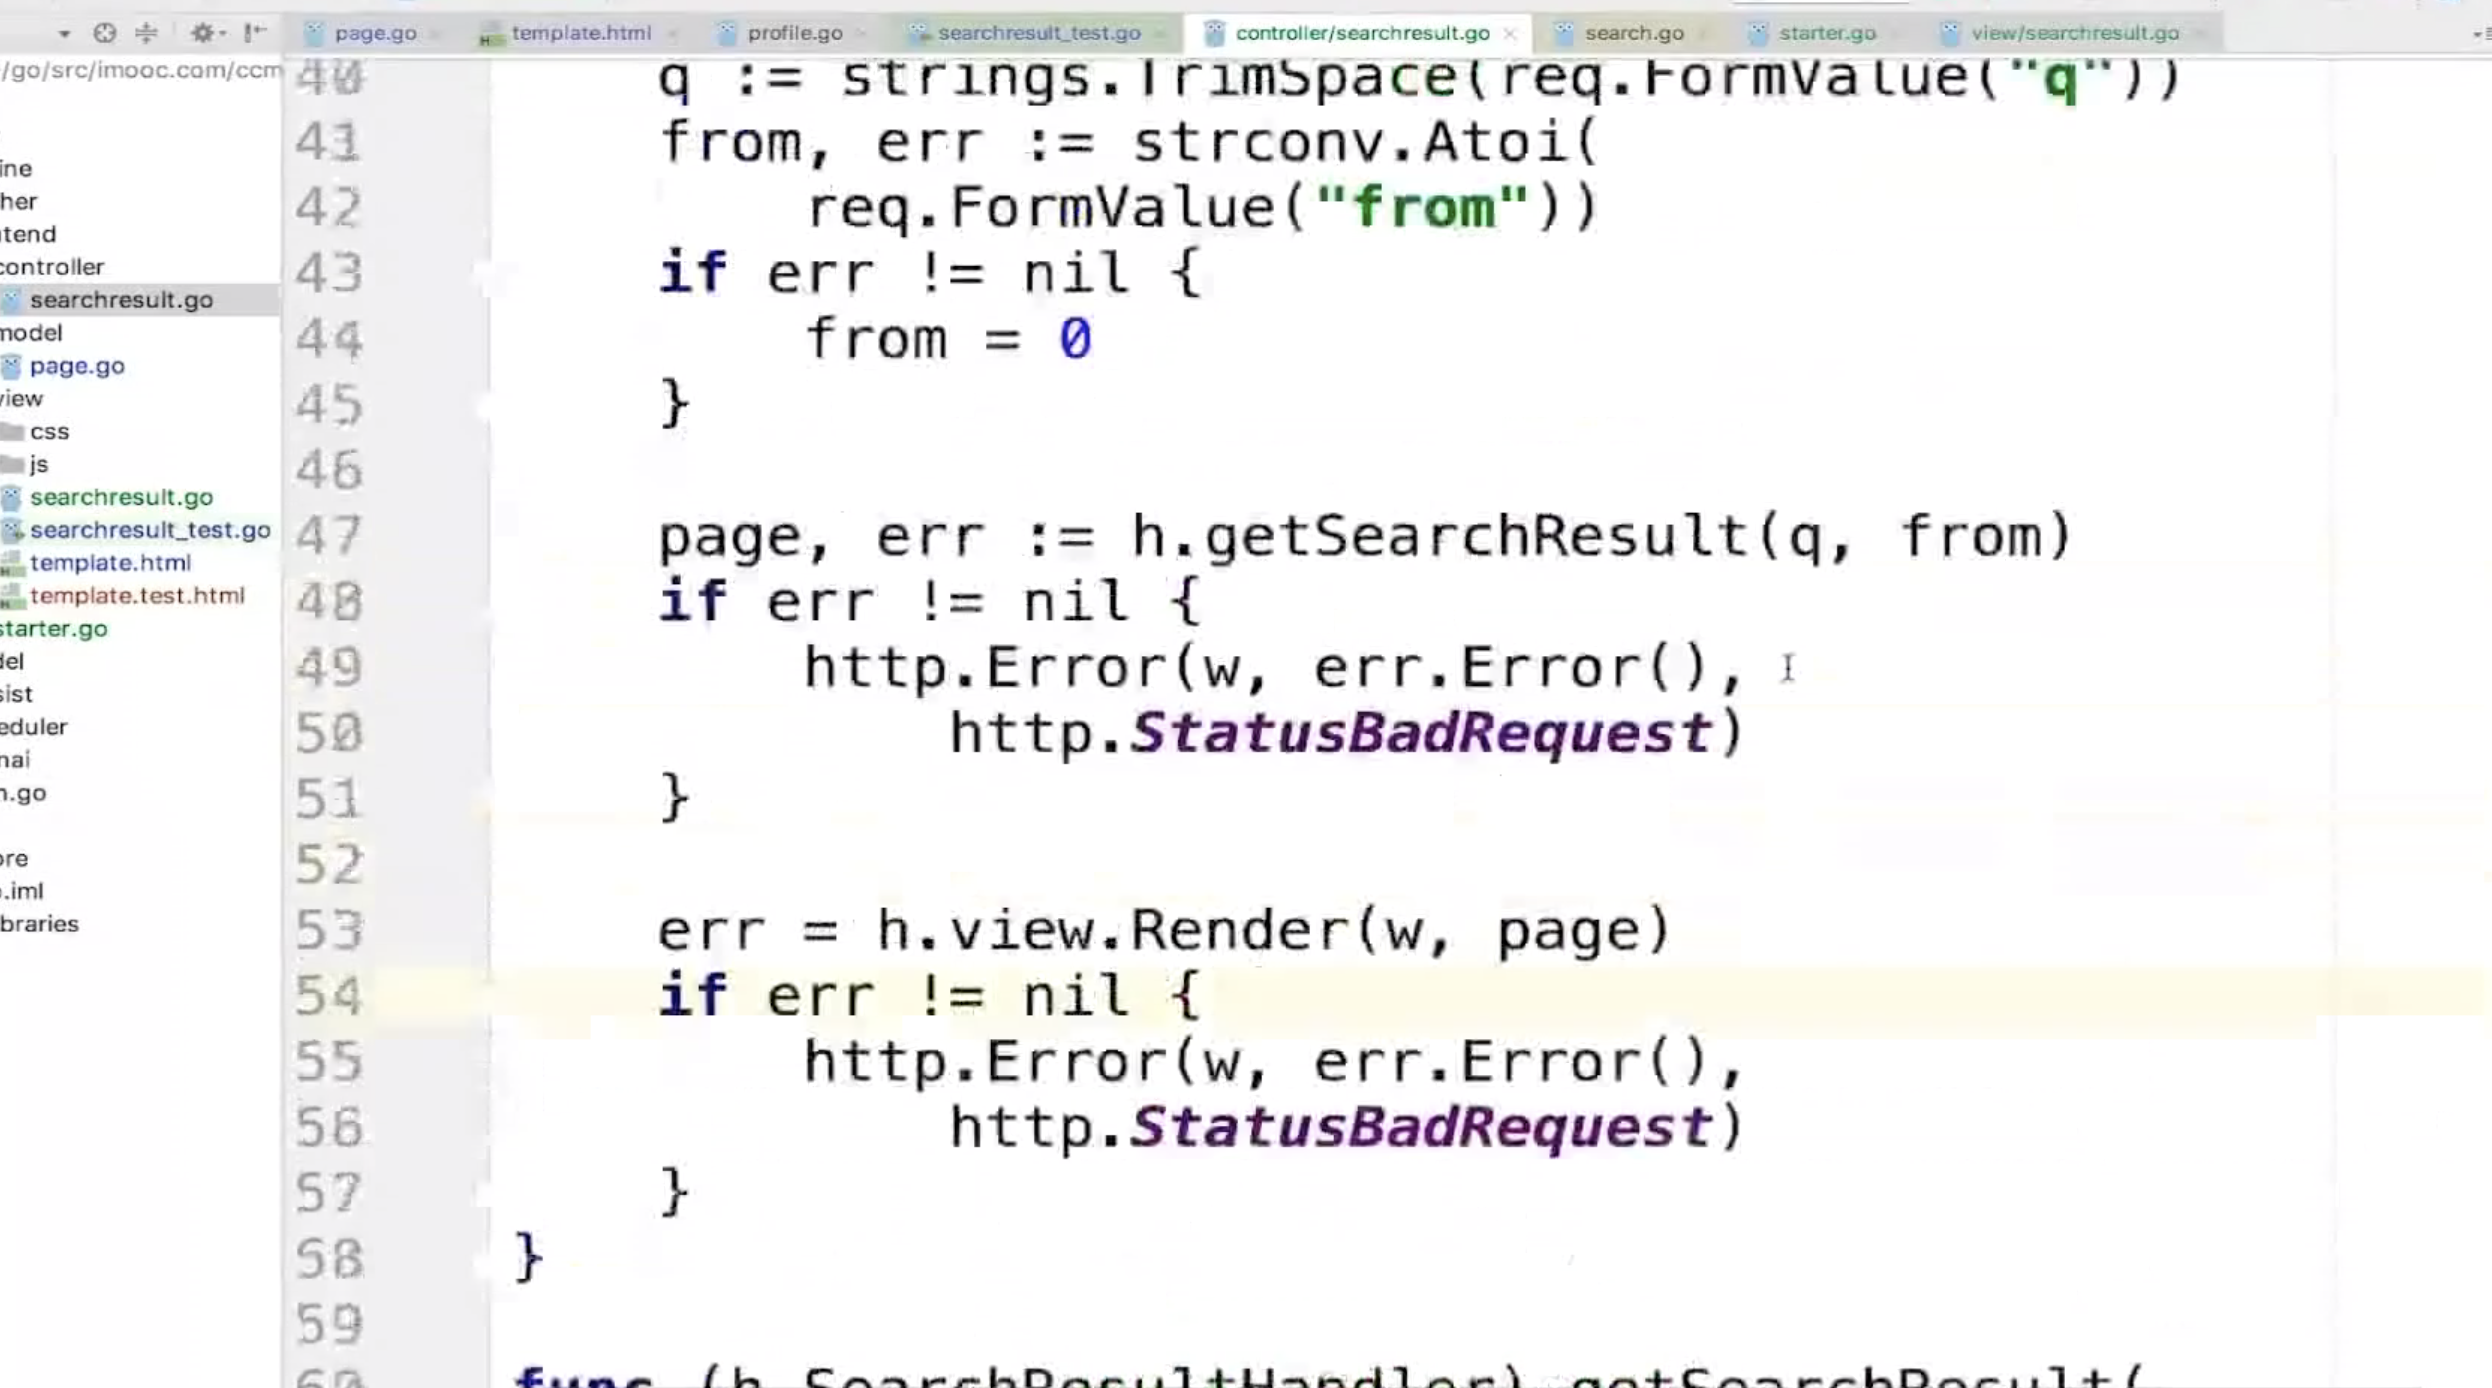 page.go template.html profile.go searchresult_test.go controller/searchresult.go search.go starter.go view/searchresult.go
/go/src/imooc.com/ccm
ine
her
tend
controller
searchresult.go
model
page.go
view
css
js
searchresult.go
searchresult_test.go
template.html
template.test.html
starter.go
del
sist
eduler
nai
n.go
ore
.iml
braries
40 q := strings.TrimSpace(req.FormValue("q"))
41 from, err := strconv.Atoi(
42 req.FormValue("from"))
43 if err != nil {
44 from = 0
45 }
46
47 page, err := h.getSearchResult(q, from)
48 if err != nil {
49 http.Error(w, err.Error(),
50 http.StatusBadRequest)
51 }
52
53 err = h.view.Render(w, page)
54 if err != nil {
55 http.Error(w, err.Error(),
56 http.StatusBadRequest)
57 }
58 }
59
60 func (h SearchResultHandler) getSearchResult(